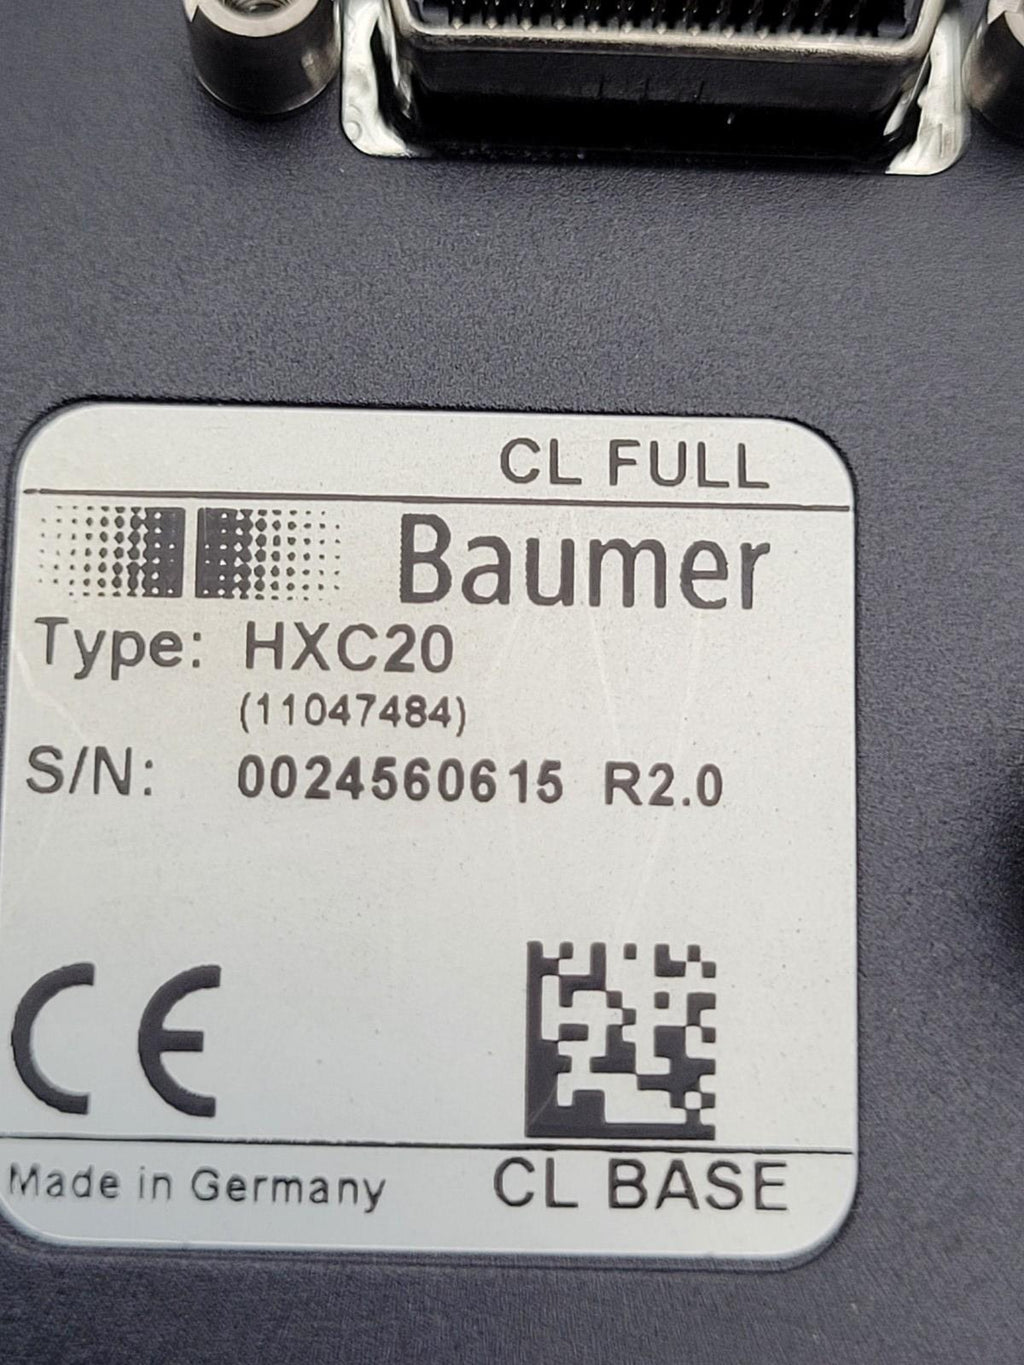 CL FULL
Baumer
Type: HXC20
(11047484)
S/N: 0024560615 R2.0
CE
Made in Germany
CL BASE